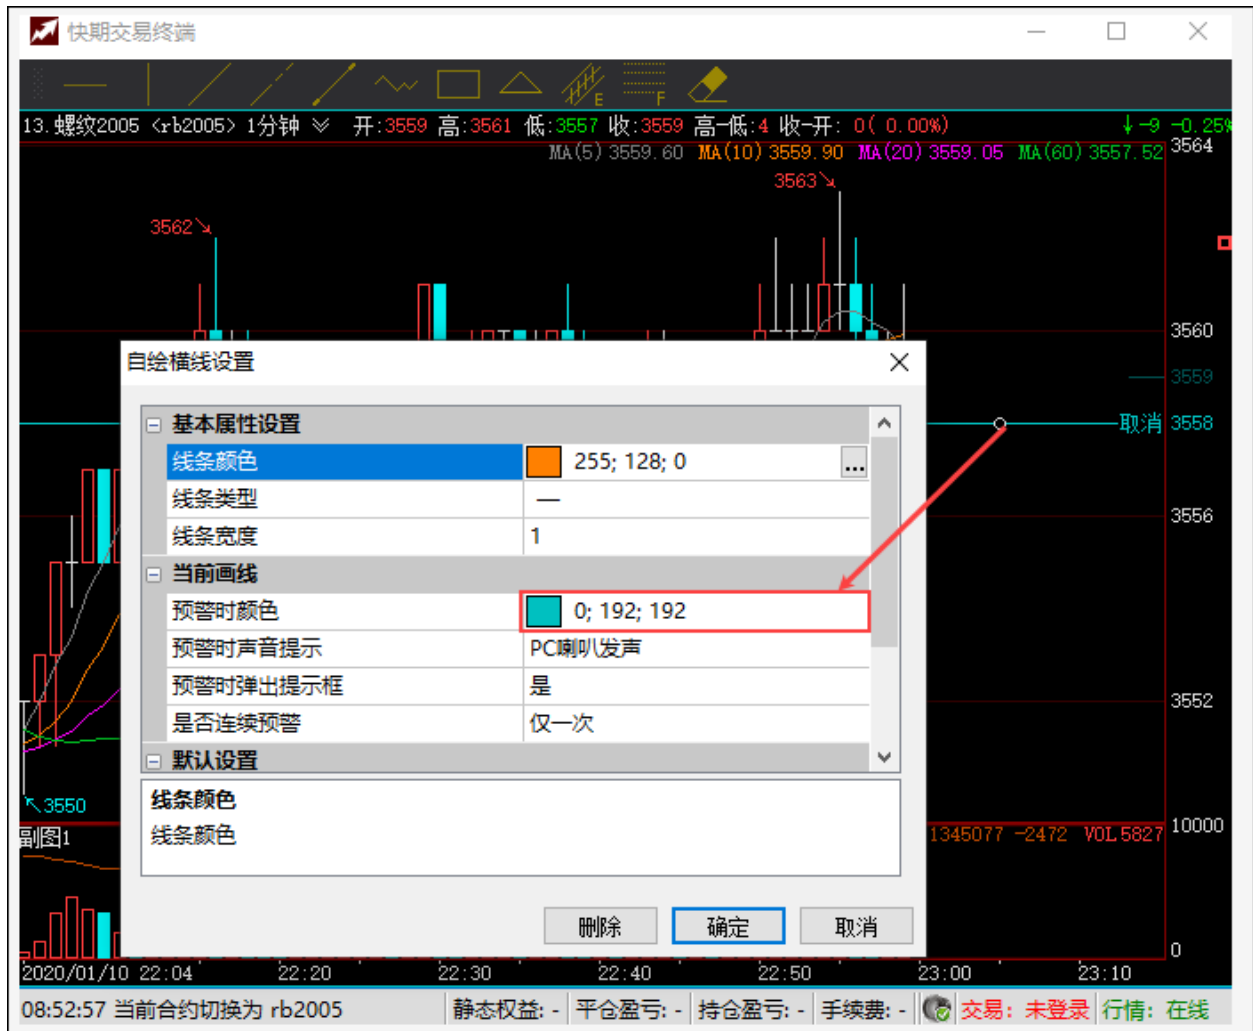 快期交易终端
E F
13. 螺纹2005 <rb2005> 1分钟 开:3559 高:3561 低:3557 收:3559 高-低:4 收-开: 0( 0.00%) ↓-9 -0.25%
MA(5) 3559.60 MA(10) 3559.90 MA(20) 3559.05 MA(60) 3557.52 3564
3563
3562
3560
自绘横线设置
3559
基本属性设置
取消 3558
线条颜色 255; 128; 0 ...
线条类型
线条宽度 1
3556
当前画线
预警时颜色 0; 192; 192
预警时声音提示 PC喇叭发声
预警时弹出提示框 是
3552
是否连续预警 仅一次
默认设置
线条颜色
3550
线条颜色
副图1 1345077 -2472 VOL5827 10000
删除 确定 取消
0
2020/01/10 22:04 22:20 22:30 22:40 22:50 23:00 23:10
08:52:57 当前合约切换为 rb2005 静态权益: - 平仓盈亏: - 持仓盈亏: - 手续费: - 交易: 未登录 行情: 在线